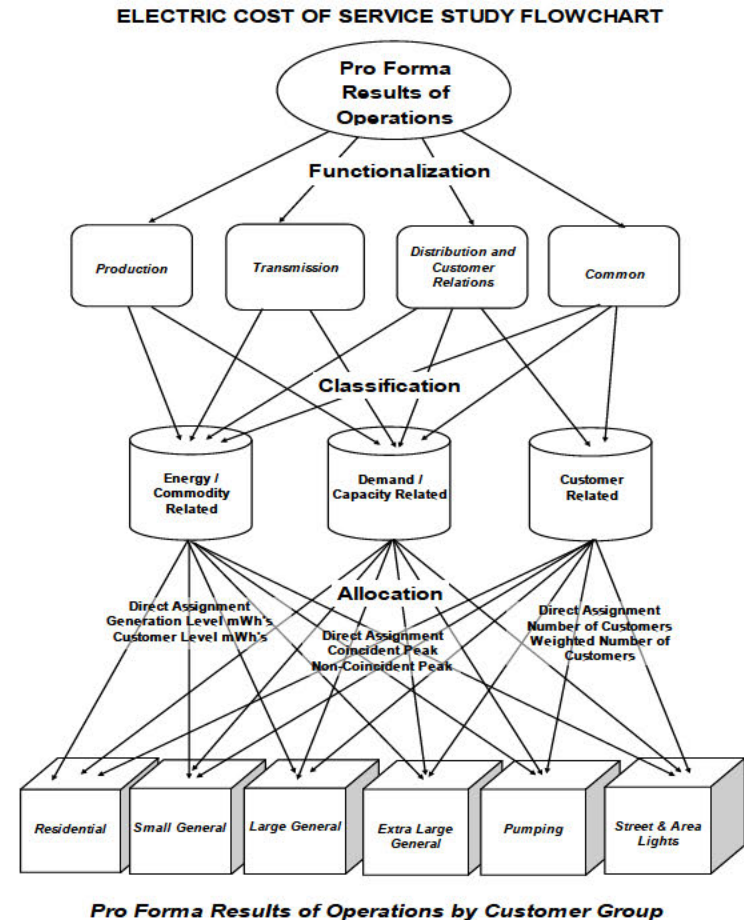 ELECTRIC COST OF SERVICE STUDY FLOWCHART
Pro Forma
Results of
Operations
Functionalization
Production
Transmission
Distribution and
Customer
Relations
Common
Classification
Energy /
Commodity
Related
Demand /
Capacity Related
Customer
Related
Allocation
Direct Assignment
Generation Level mWh's
Customer Level mWh's
Direct Assignment
Coincident Peak
Non-Coincident Peak
Direct Assignment
Number of Customers
Weighted Number of
Customers
Residential
Small General
Large General
Extra Large
General
Pumping
Street & Area
Lights
Pro Forma Results of Operations by Customer Group